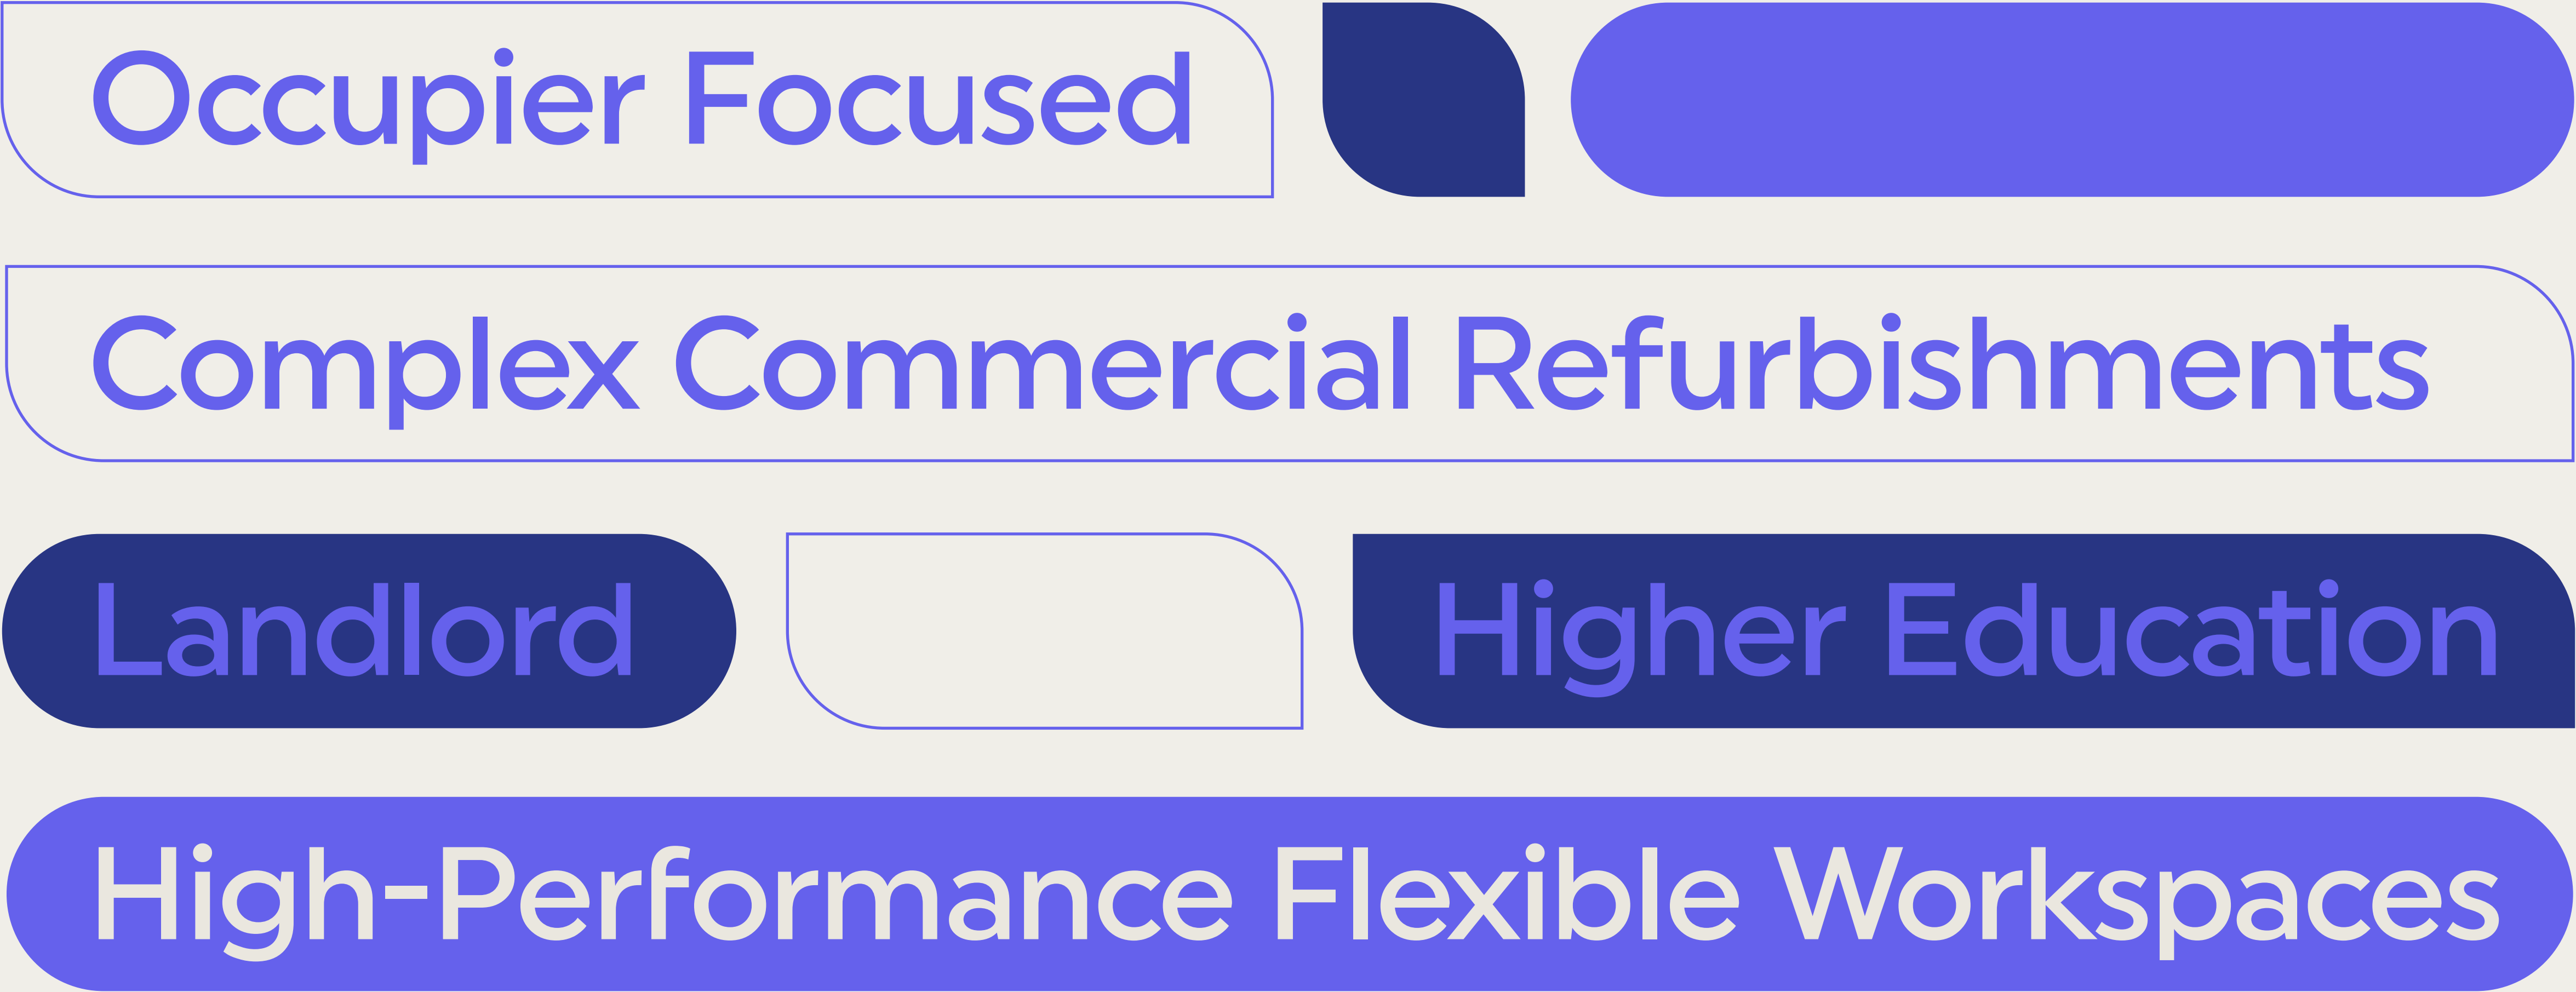 Occupier Focused
Complex Commercial Refurbishments
Landlord
Higher Education
High-Performance Flexible Workspaces